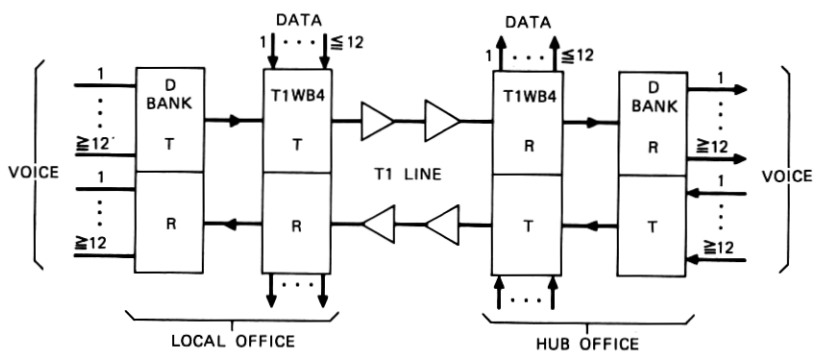 DATA
1 ... ≦12
DATA
1 ... ≦12
VOICE
1
≧12
1
≧12
D
BANK
T
R
T1WB4
T
R
T1 LINE
T1WB4
R
T
D
BANK
R
T
1
≧12
1
≧12
VOICE
LOCAL OFFICE
HUB OFFICE